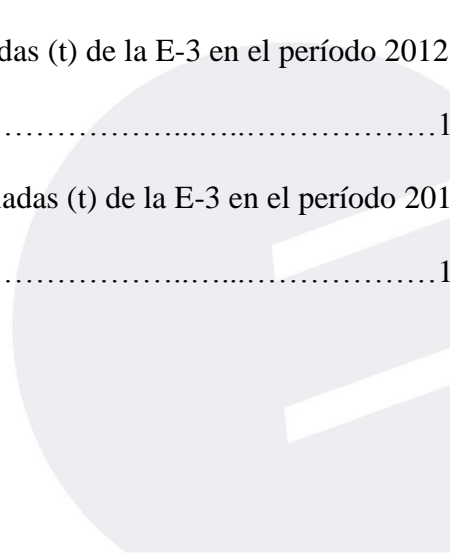 das (t) de la E-3 en el período 2012
………………...…..………………1
adas (t) de la E-3 en el período 201
………………..…...………………1